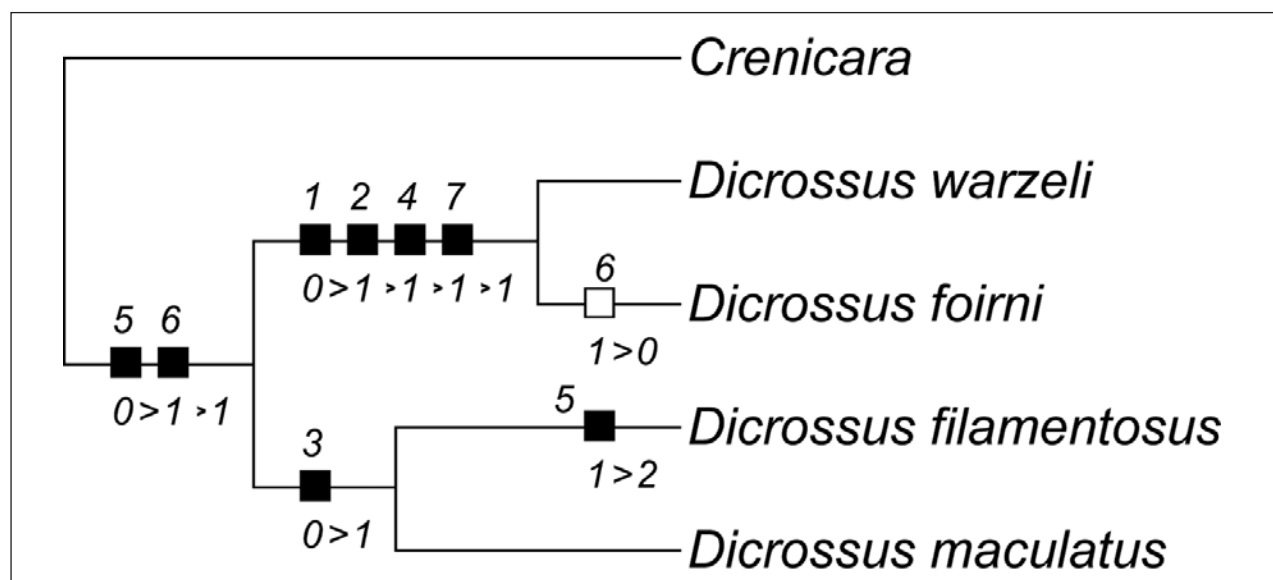 Crenicara
Dicrossus warzeli
1 2 4 7
0>1 >1 >1 >1
6
Dicrossus foirni
1>0
5 6
0>1 >1
5
Dicrossus filamentosus
1>2
3
0>1
Dicrossus maculatus